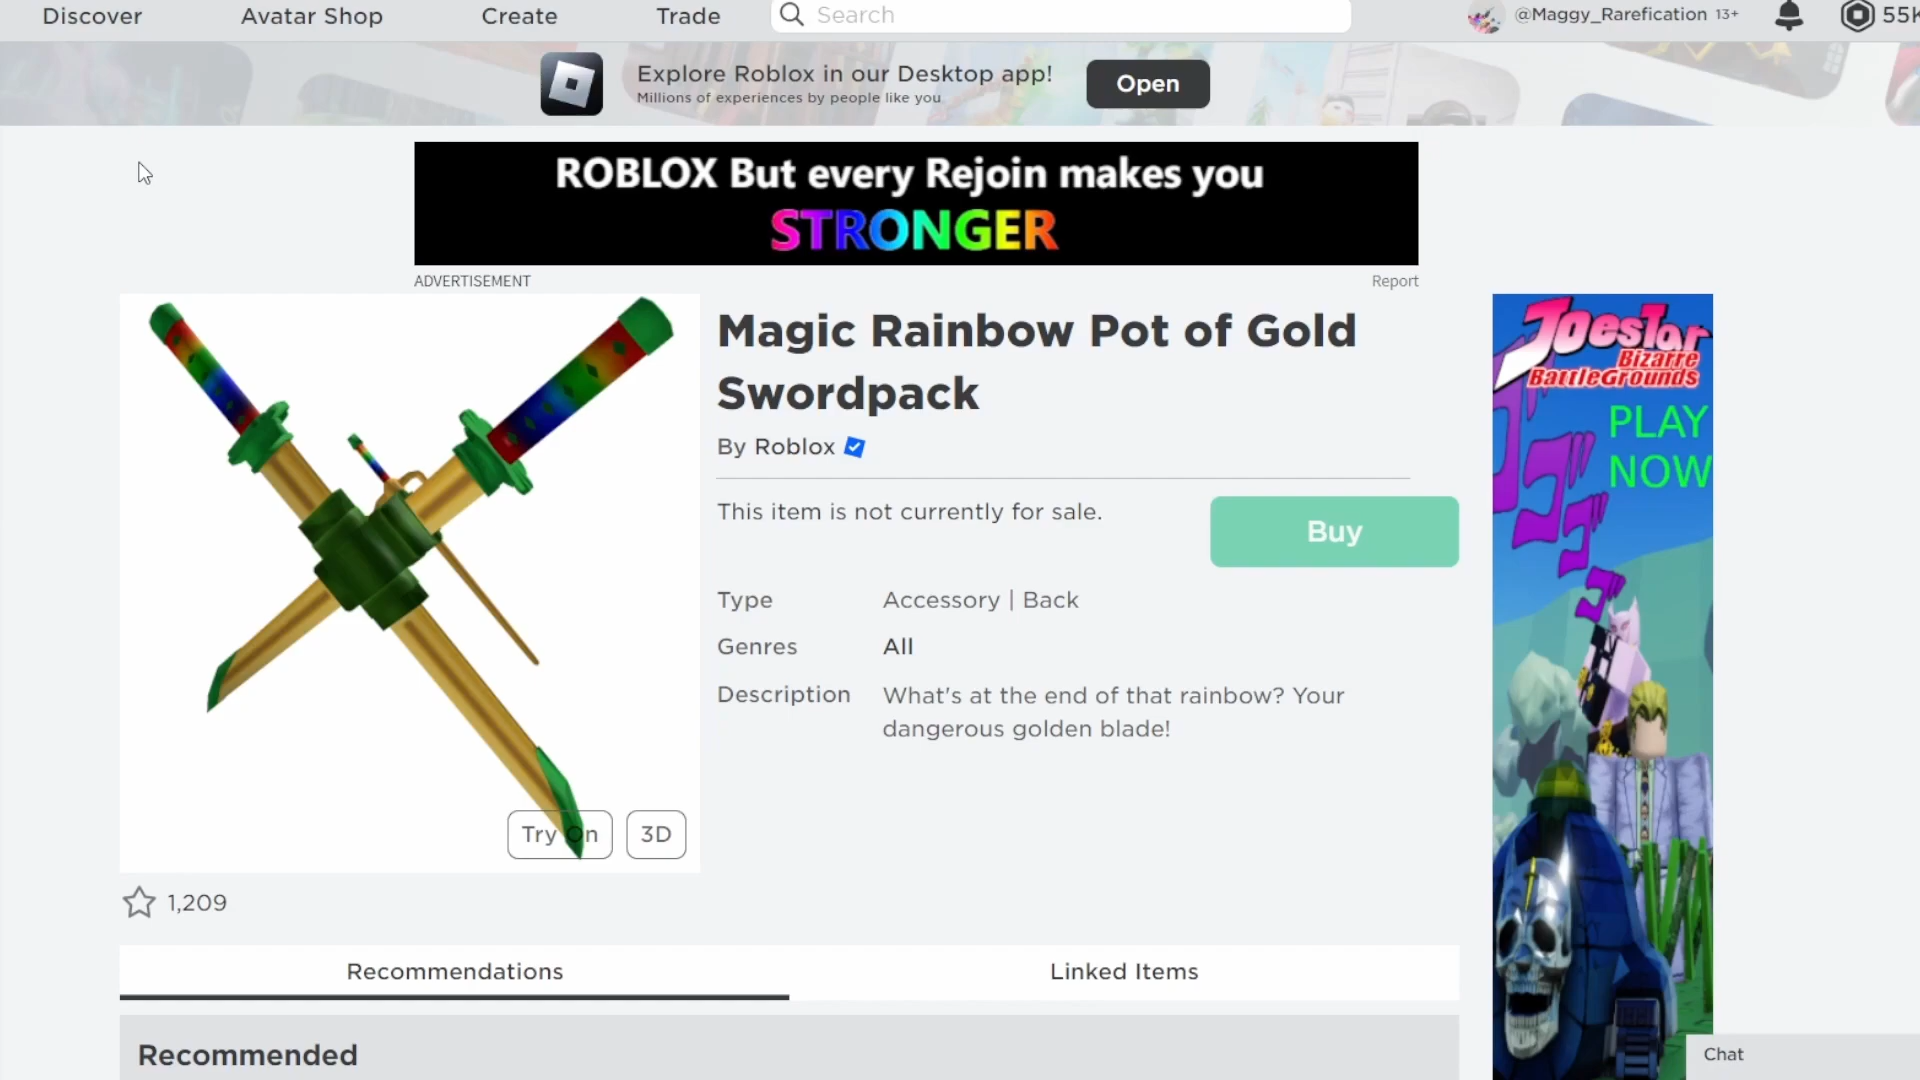 Discover
Avatar Shop
Create
Trade
Search
@Maggy_Rarefication 13+
55K
Explore Roblox in our Desktop app!
Millions of experiences by people like you
Open
ROBLOX But every Rejoin makes you
STRONGER
ADVERTISEMENT
Report
Magic Rainbow Pot of Gold
Swordpack
By Roblox
This item is not currently for sale.
Buy
Type
Accessory | Back
Genres
All
Description
What's at the end of that rainbow? Your
dangerous golden blade!
Try On
3D
1,209
Recommendations
Linked Items
Recommended
Joestar
Bizarre
BattleGrounds
PLAY
NOW
ゴゴゴゴ
Chat